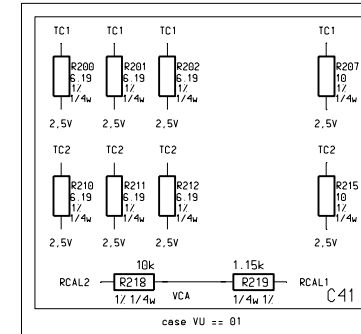 TC1 TC1 TC1 TC1
R200 R201 R202 R207
6.19 6.19 6.19 10
1% 1% 1% 1%
1/4w 1/4w 1/4w 1/4w
2,5V 2,5V 2,5V 2,5V
TC2 TC2 TC2 TC2
R210 R211 R212 R215
6.19 6.19 6.19 10
1% 1% 1% 1%
1/4w 1/4w 1/4w 1/4w
2,5V 2,5V 2,5V 2,5V
10k 1.15k
RCAL2 R218 R219 RCAL1
1% 1/4w VCA 1/4w 1%
C41
case VU == 01